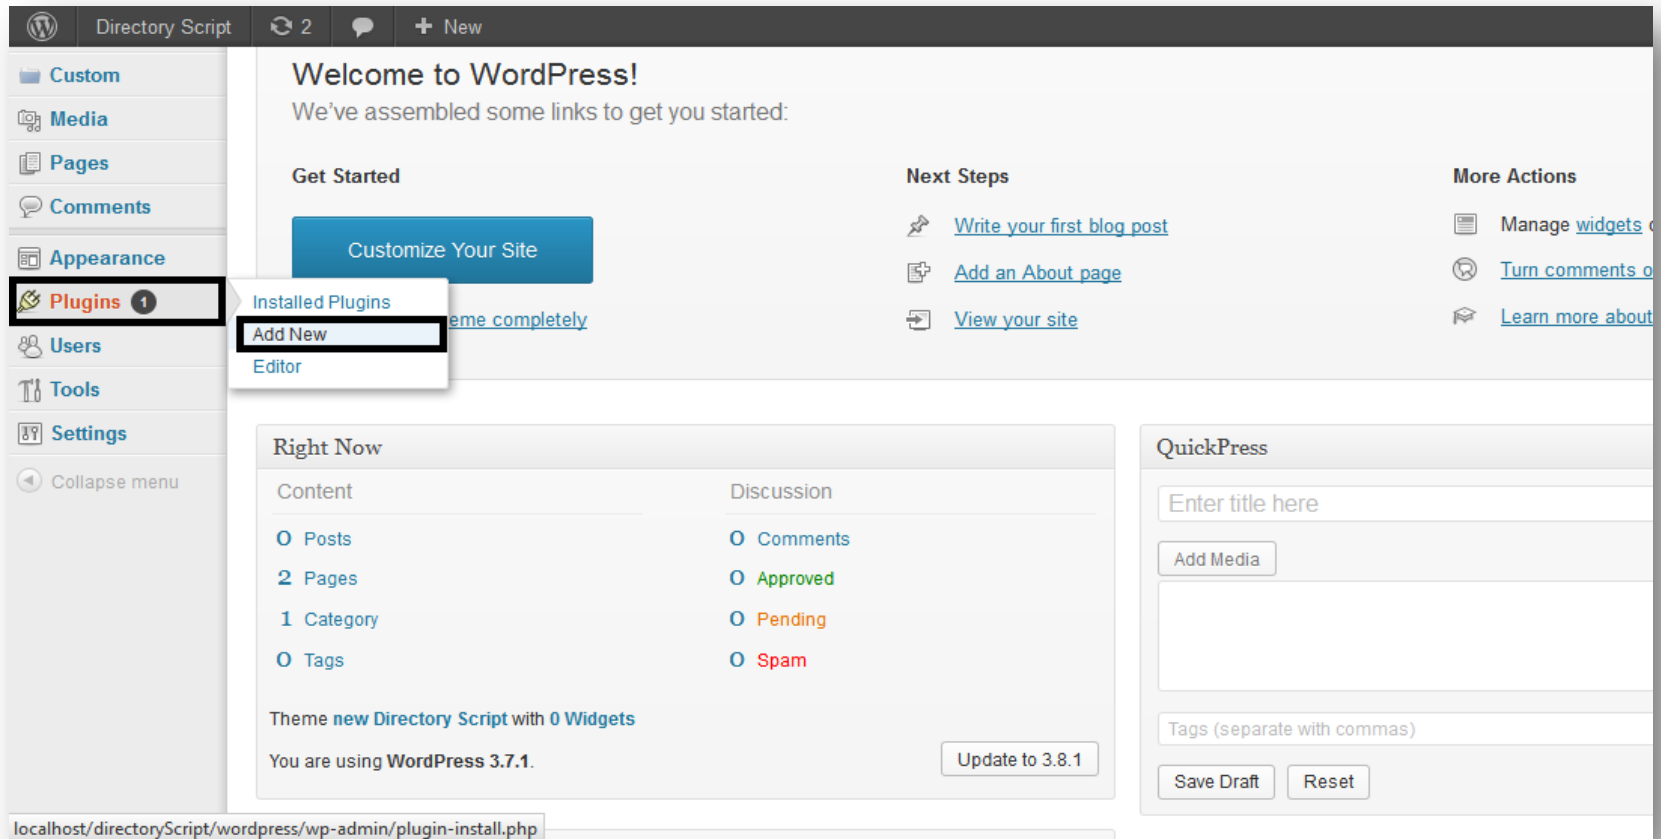 Directory Script 2 + New
Custom
Media
Pages
Comments
Appearance
Plugins 1
Users
Tools
Settings
Collapse menu
Installed Plugins
Add New
Editor
Welcome to WordPress!
We've assembled some links to get you started:
Get Started
Customize Your Site
eme completely
Next Steps
Write your first blog post
Add an About page
View your site
More Actions
Manage widgets
Turn comments o
Learn more about
Right Now
Content
0 Posts
2 Pages
1 Category
0 Tags
Discussion
0 Comments
0 Approved
0 Pending
0 Spam
Theme new Directory Script with 0 Widgets
You are using WordPress 3.7.1.
Update to 3.8.1
QuickPress
Enter title here
Add Media
Tags (separate with commas)
Save Draft Reset
localhost/directoryScript/wordpress/wp-admin/plugin-install.php